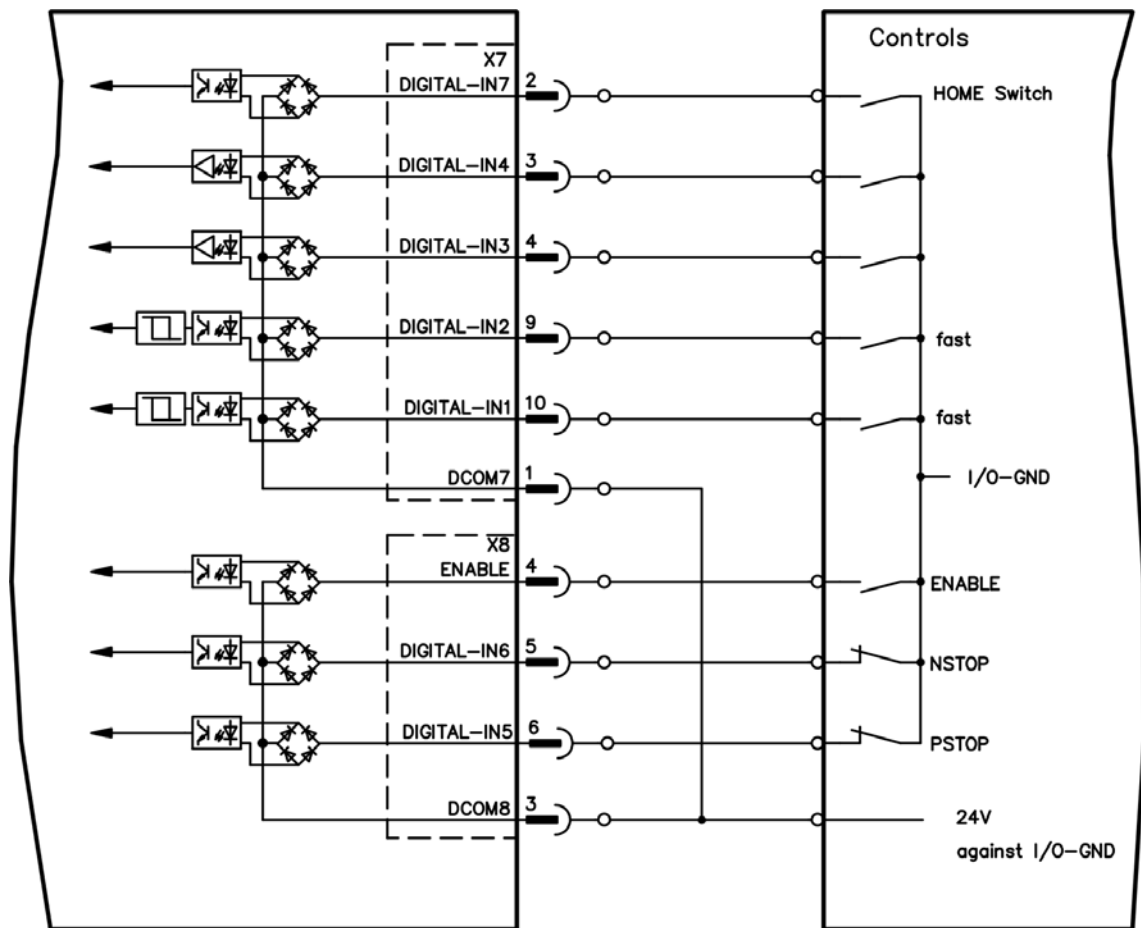 Controls
X7
DIGITAL-IN7 2
HOME Switch
DIGITAL-IN4 3
DIGITAL-IN3 4
DIGITAL-IN2 9
fast
DIGITAL-IN1 10
fast
DCOM7 1
I/O-GND
X8
ENABLE 4
ENABLE
DIGITAL-IN6 5
NSTOP
DIGITAL-IN5 6
PSTOP
DCOM8 3
24V
against I/O-GND